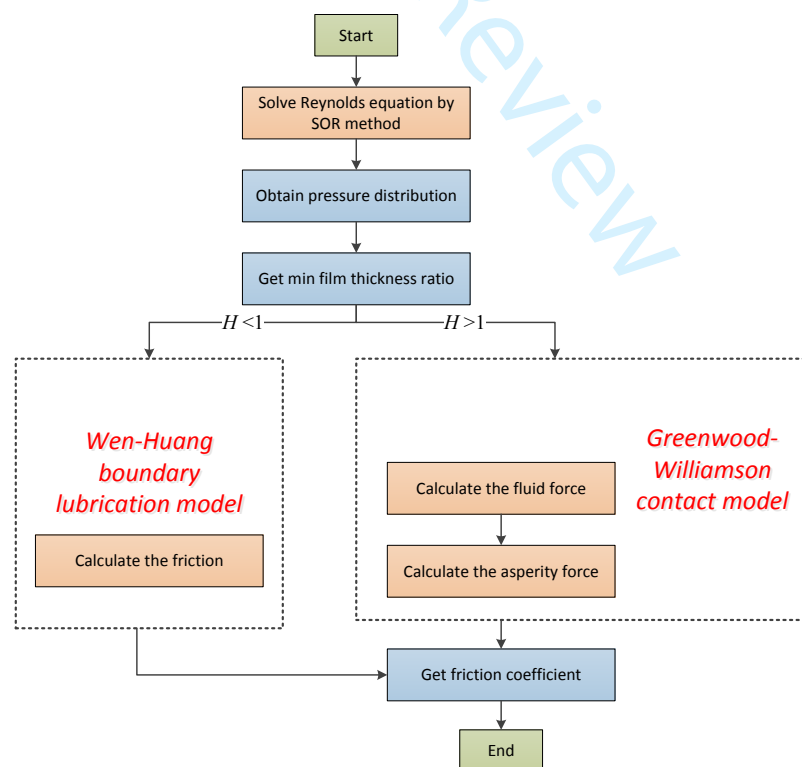 Start
Solve Reynolds equation by
SOR method
Obtain pressure distribution
Get min film thickness ratio
H <1
H >1
Wen-Huang
boundary
lubrication model
Calculate the friction
Greenwood-
Williamson
contact model
Calculate the fluid force
Calculate the asperity force
Get friction coefficient
End
Review